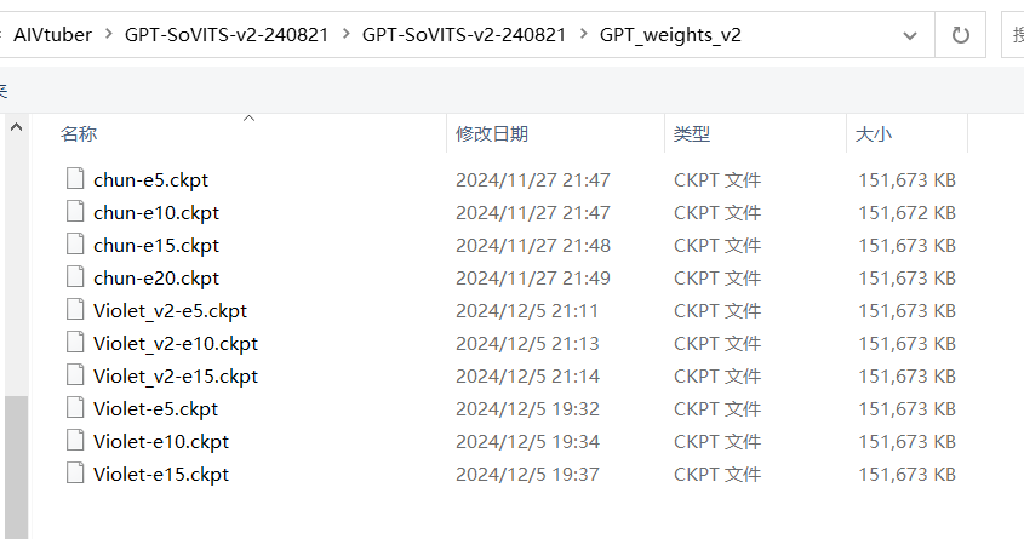 AIVtuber > GPT-SoVITS-v2-240821 > GPT-SoVITS-v2-240821 > GPT_weights_v2
名称 修改日期 类型 大小
chun-e5.ckpt 2024/11/27 21:47 CKPT 文件 151,673 KB
chun-e10.ckpt 2024/11/27 21:47 CKPT 文件 151,672 KB
chun-e15.ckpt 2024/11/27 21:48 CKPT 文件 151,673 KB
chun-e20.ckpt 2024/11/27 21:49 CKPT 文件 151,673 KB
Violet_v2-e5.ckpt 2024/12/5 21:11 CKPT 文件 151,673 KB
Violet_v2-e10.ckpt 2024/12/5 21:13 CKPT 文件 151,673 KB
Violet_v2-e15.ckpt 2024/12/5 21:14 CKPT 文件 151,673 KB
Violet-e5.ckpt 2024/12/5 19:32 CKPT 文件 151,673 KB
Violet-e10.ckpt 2024/12/5 19:34 CKPT 文件 151,673 KB
Violet-e15.ckpt 2024/12/5 19:37 CKPT 文件 151,673 KB